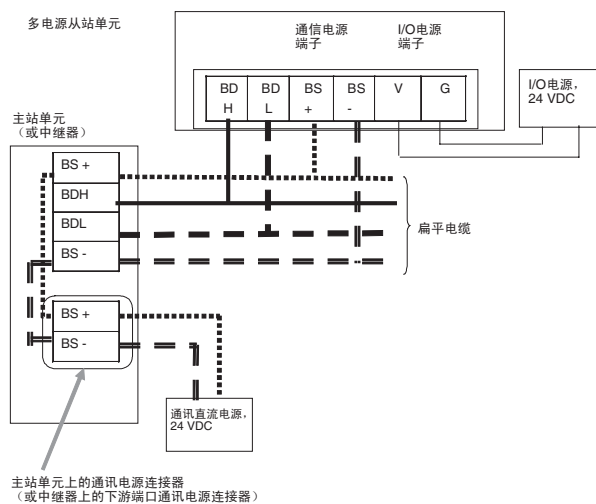 多电源从站单元
通信电源
端子
I/O电源
端子
BD
H
BD
L
BS
+
BS
-
V
G
I/O电源，
24 VDC
主站单元
（或中继器）
BS +
BDH
BDL
BS -
扁平电缆
BS +
BS -
通讯直流电源，
24 VDC
主站单元上的通讯电源连接器
（或中继器上的下游端口通讯电源连接器）